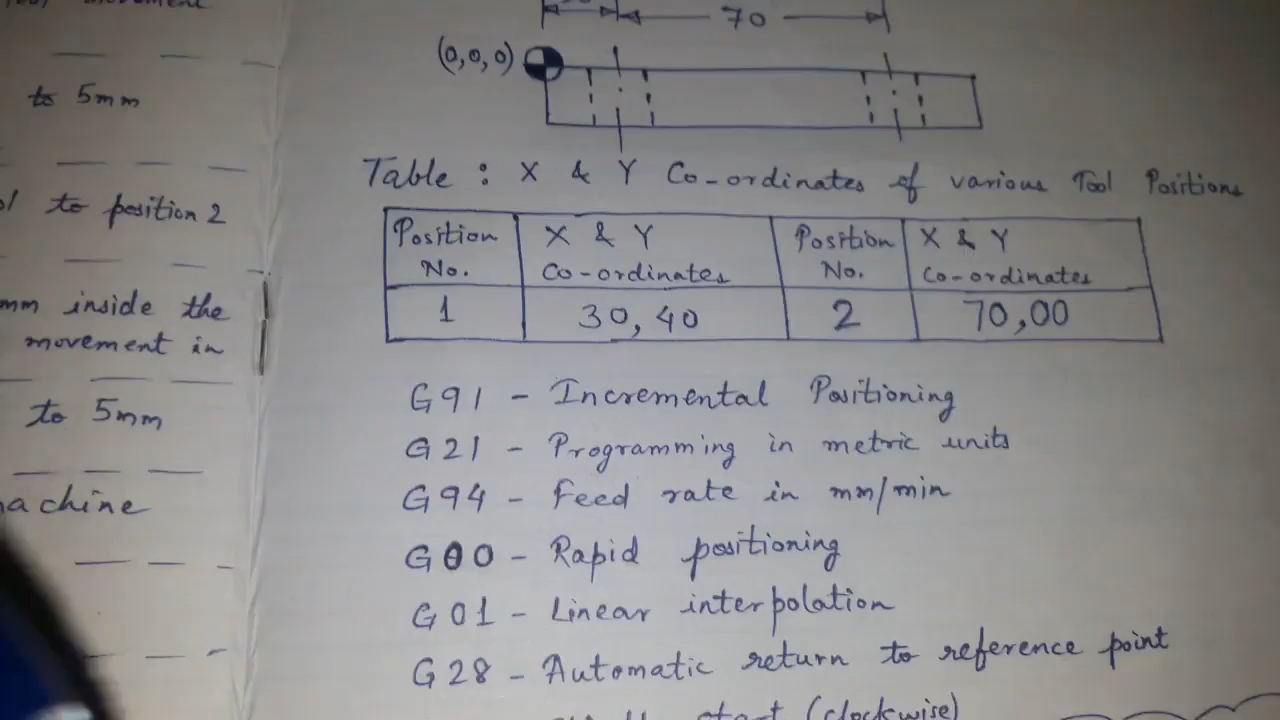 movement
to 5mm
to position 2
mm inside the
movement in
to 5mm
machine
70
(0,0,0)
Table : X & Y Co-ordinates of various Tool Positions
Position No. X & Y Co-ordinates Position No. X & Y Co-ordinates
1 30, 40 2 70,00
G91 - Incremental Positioning
G21 - Programming in metric units
G94 - Feed rate in mm/min
G00 - Rapid positioning
G01 - Linear interpolation
G28 - Automatic return to reference point
start (clockwise)